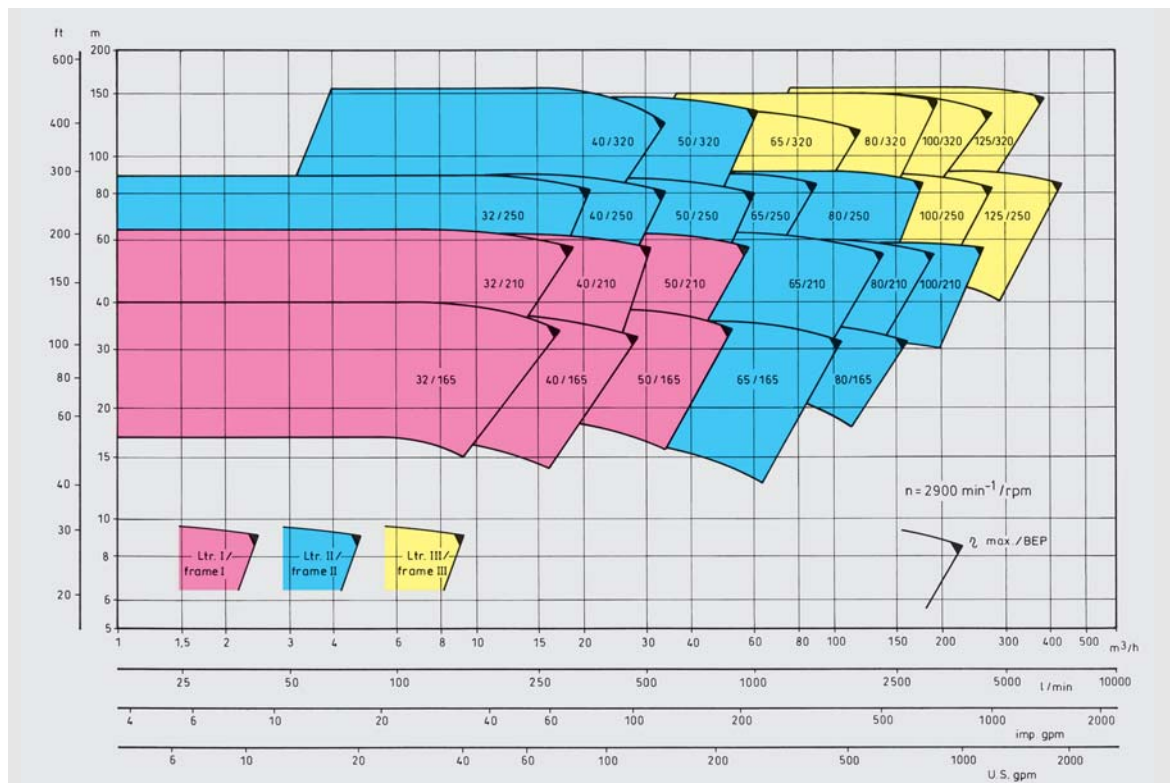 ft m
600 200
150
400
100
300
80
200 60
150 40
100 30
80
60 20
15
40
30 10
8
20 6
5
40/320 50/320 65/320 80/320 100/320 125/320
32/250 40/250 50/250 65/250 80/250 100/250 125/250
32/210 40/210 50/210 65/210 80/210 100/210
32/165 40/165 50/165 65/165 80/165
n=2900 min⁻¹/rpm
η max./BEP
Ltr. I/
frame I
Ltr. II/
frame II
Ltr. III/
frame III
1 1,5 2 3 4 6 8 10 15 20 30 40 60 80 100 150 200 300 400 500 m³/h
25 50 100 250 500 1000 2500 5000 l/min 10000
4 6 10 20 40 60 100 200 500 1000 2000
imp. gpm
6 10 20 40 60 100 200 500 1000 2000
U.S. gpm